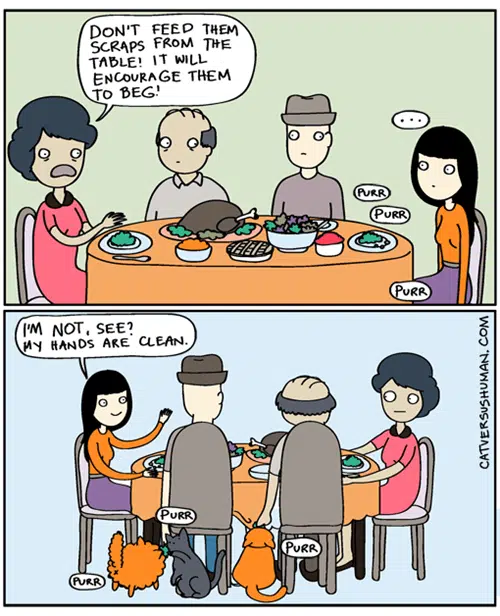 DON'T FEED THEM
SCRAPS FROM THE
TABLE! IT WILL
ENCOURAGE THEM
TO BEG!
...
PURR
PURR
PURR
I'M NOT, SEE?
MY HANDS ARE CLEAN.
CATVERSUSHUMAN.COM
PURR
PURR
PURR